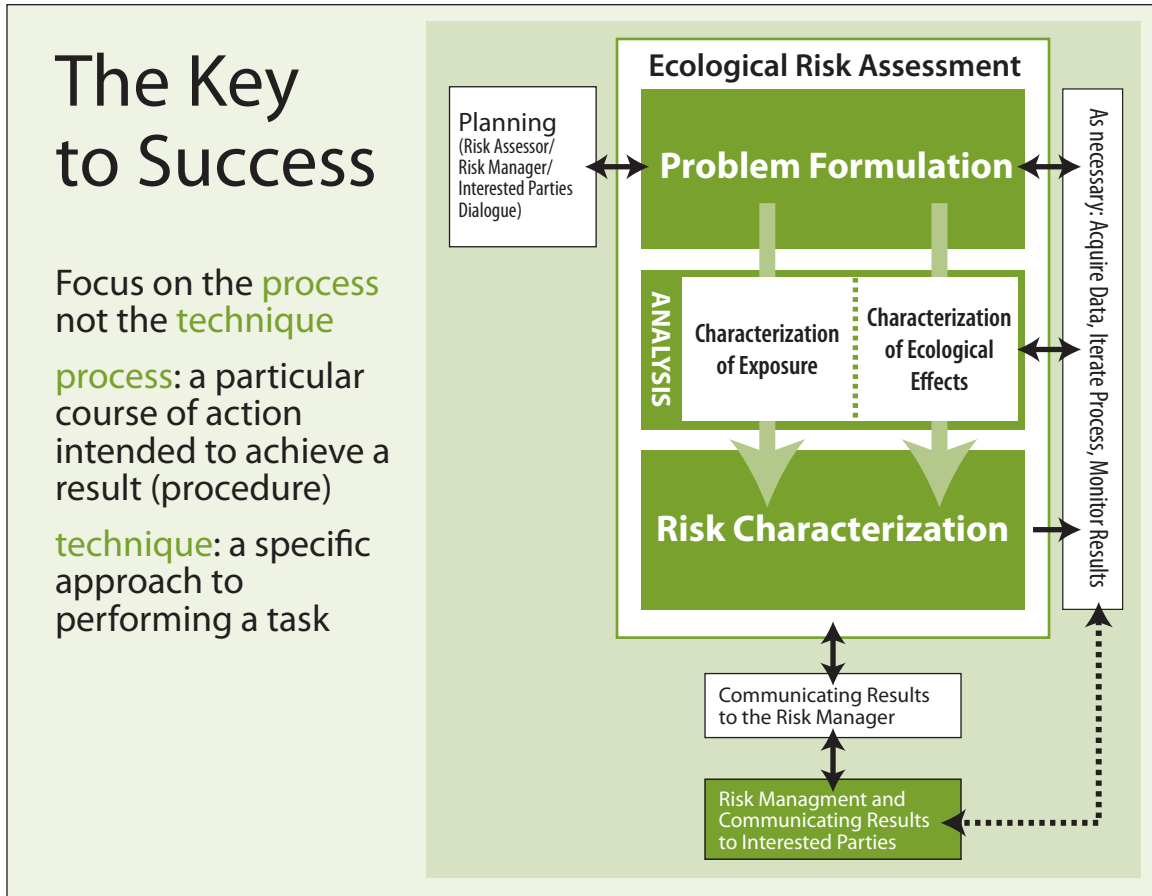 The Key
to Success
Focus on the process
not the technique
process: a particular
course of action
intended to achieve a
result (procedure)
technique: a specific
approach to
performing a task
Ecological Risk Assessment
Planning
(Risk Assessor/
Risk Manager/
Interested Parties
Dialogue)
Problem Formulation
ANALYSIS
Characterization
of Exposure
Characterization
of Ecological
Effects
Risk Characterization
As necessary: Acquire Data, Iterate Process, Monitor Results
Communicating Results
to the Risk Manager
Risk Managment and
Communicating Results
to Interested Parties